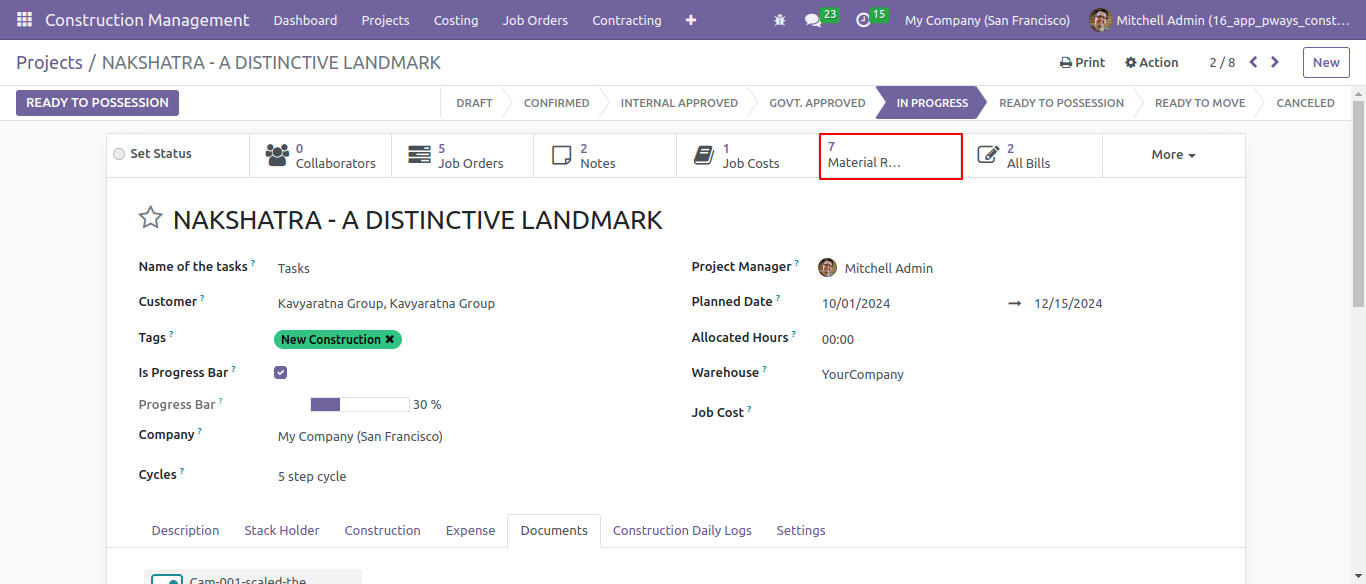 Construction Management Dashboard Projects Costing Job Orders Contracting 23 15 My Company (San Francisco) Mitchell Admin (16_app_pways_const...
Projects / NAKSHATRA - A DISTINCTIVE LANDMARK Print Action 2 / 8 New
READY TO POSSESSION DRAFT CONFIRMED INTERNAL APPROVED GOVT. APPROVED IN PROGRESS READY TO POSSESSION READY TO MOVE CANCELED
Set Status
0
Collaborators
5
Job Orders
2
Notes
1
Job Costs
7
Material R...
2
All Bills
More
NAKSHATRA - A DISTINCTIVE LANDMARK
Name of the tasks ? Tasks
Customer ? Kavyaratna Group, Kavyaratna Group
Tags ? New Construction
Is Progress Bar ?
Progress Bar ? 30 %
Company ? My Company (San Francisco)
Cycles ? 5 step cycle
Project Manager ? Mitchell Admin
Planned Date ? 10/01/2024 → 12/15/2024
Allocated Hours ? 00:00
Warehouse ? YourCompany
Job Cost ?
Description Stack Holder Construction Expense Documents Construction Daily Logs Settings
Cam-001-scaled-the